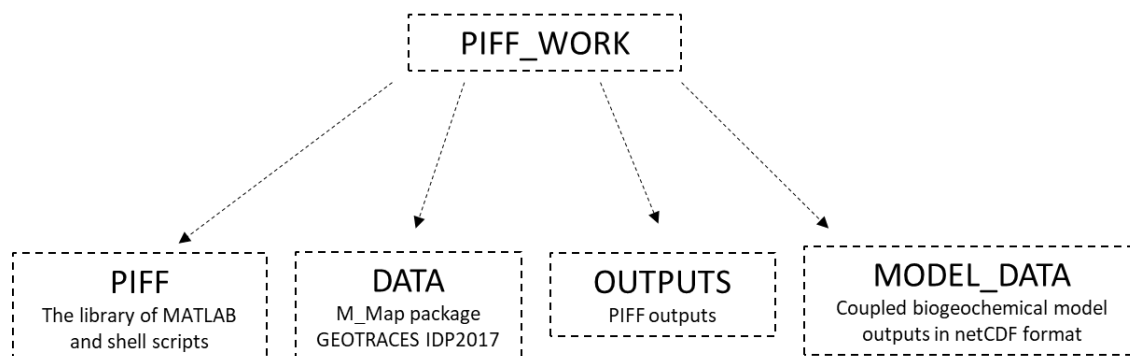 PIFF_WORK
PIFF
The library of MATLAB
and shell scripts
DATA
M_Map package
GEOTRACES IDP2017
OUTPUTS
PIFF outputs
MODEL_DATA
Coupled biogeochemical model
outputs in netCDF format